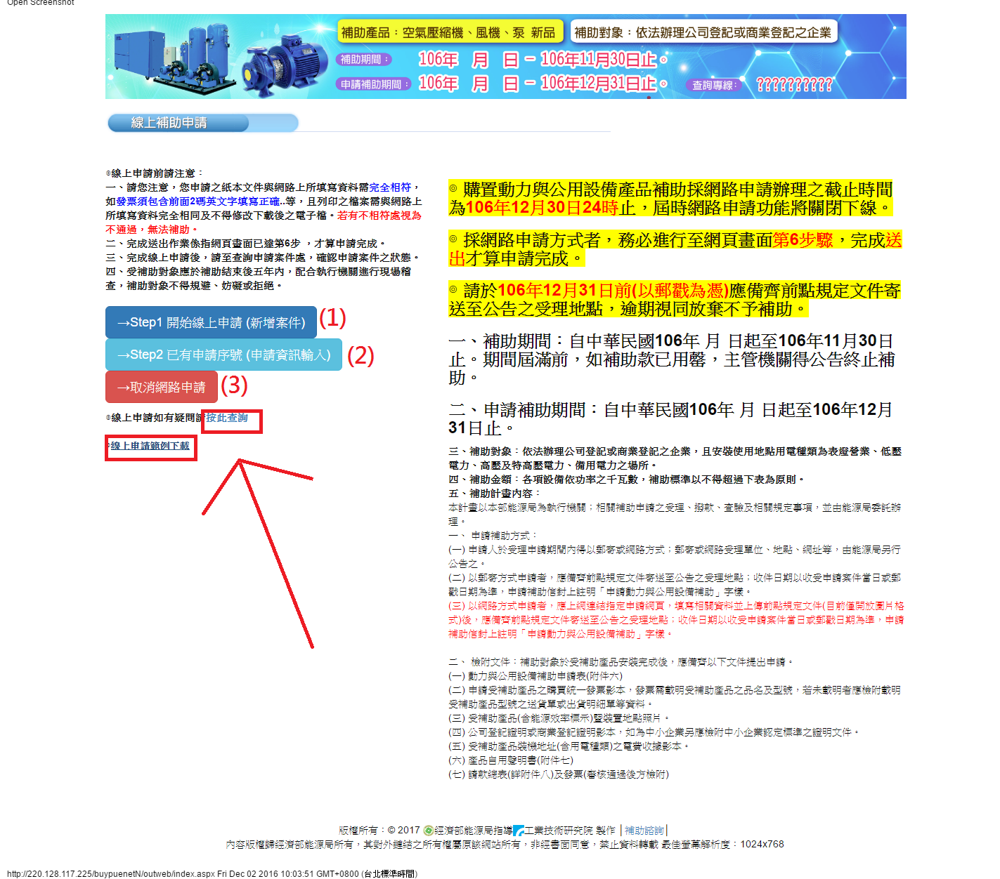 Open Screenshot
補助產品：空氣壓縮機、風機、泵 新品
補助對象：依法辦理公司登記或商業登記之企業
補助期間： 106年 月 日－106年11月30日止。
申請補助期間： 106年 月 日－106年12月31日止。 查詢專線： ??????????
線上補助申請
◎線上申請前請注意：
一、請您注意，您申請之紙本文件與網路上所填寫資料需完全相符，
如發票須包含前面2碼英文字填寫正確..等，且列印之檔案需與網路上
所填寫資料完全相同及不得修改下載後之電子檔。若有不相符處視為
不通過，無法補助。
二、完成送出作業係指網頁畫面已達第6步 ，才算申請完成。
三、完成線上申請後，請至查詢申請案件處，確認申請案件之狀態。
四、受補助對象應於補助結束後五年內，配合執行機關進行現場稽
查，補助對象不得規避、妨礙或拒絕。
→Step1 開始線上申請 (新增案件) (1)
→Step2 已有申請序號 (申請資訊輸入) (2)
→取消網路申請 (3)
◎線上申請如有疑問請按此查詢
◎線上申請範例下載
◎ 購置動力與公用設備產品補助採網路申請辦理之截止時間
為106年12月30日24時止，屆時網路申請功能將關閉下線。
◎ 採網路申請方式者，務必進行至網頁畫面第6步驟，完成送
出才算申請完成。
◎ 請於106年12月31日前(以郵戳為憑)應備齊前點規定文件寄
送至公告之受理地點，逾期視同放棄不予補助。
一、補助期間：自中華民國106年 月 日起至106年11月30日
止。期間屆滿前，如補助款已用罄，主管機關得公告終止補
助。
二、申請補助期間：自中華民國106年 月 日起至106年12月
31日止。
三、補助對象：依法辦理公司登記或商業登記之企業，且安裝使用地點用電種類為表燈營業、低壓
電力、高壓及特高壓電力、備用電力之場所。
四、補助金額：各項設備依功率之千瓦數，補助標準以不得超過下表為原則。
五、補助計畫內容：
本計畫以本部能源局為執行機關；相關補助申請之受理、撥款、查驗及相關規定事項，並由能源局委託辦
理。
一、 申請補助方式：
(一) 申請人於受理申請期間內得以郵寄或網路方式；郵寄或網路受理單位、地點、網址等，由能源局另行
公告之。
(二) 以郵寄方式申請者，應備齊前點規定文件寄送至公告之受理地點；收件日期以收受申請案件當日或郵
戳日期為準，申請補助信封上註明「申請動力與公用設備補助」字樣。
(三) 以網路方式申請者，應上網連結指定申請網頁，填寫相關資料並上傳前點規定文件(目前僅開放圖片格
式)後，應備齊前點規定文件寄送至公告之受理地點；收件日期以收受申請案件當日或郵戳日期為準，申請
補助信封上註明「申請動力與公用設備補助」字樣。
二、 檢附文件：補助對象於受補助產品安裝完成後，應備齊以下文件提出申請。
(一) 動力與公用設備補助申請表(附件六)
(二) 申請受補助產品之購買統一發票影本，發票需載明受補助產品之品名及型號，若未載明者應檢附載明
受補助產品型號之送貨單或出貨明細單等資料。
(三) 受補助產品(含能源效率標示)暨裝置地點照片。
(四) 公司登記證明或商業登記證明影本，如為中小企業另應檢附中小企業認定標準之證明文件。
(五) 受補助產品裝機地址(含用電種類)之電費收據影本。
(六) 產品自用聲明書(附件七)
(七) 請款總表(詳附件八)及發票(審核通過後方檢附)
版權所有：© 2017 經濟部能源局指導 工業技術研究院 製作 | 補助諮詢 |
內容版權歸經濟部能源局所有，其對外鏈結之所有權屬原該網站所有，非經書面同意，禁止資料轉載 最佳螢幕解析度：1024x768
http://220.128.117.225/buypuenetN/outweb/index.aspx Fri Dec 02 2016 10:03:51 GMT+0800 (台北標準時間)